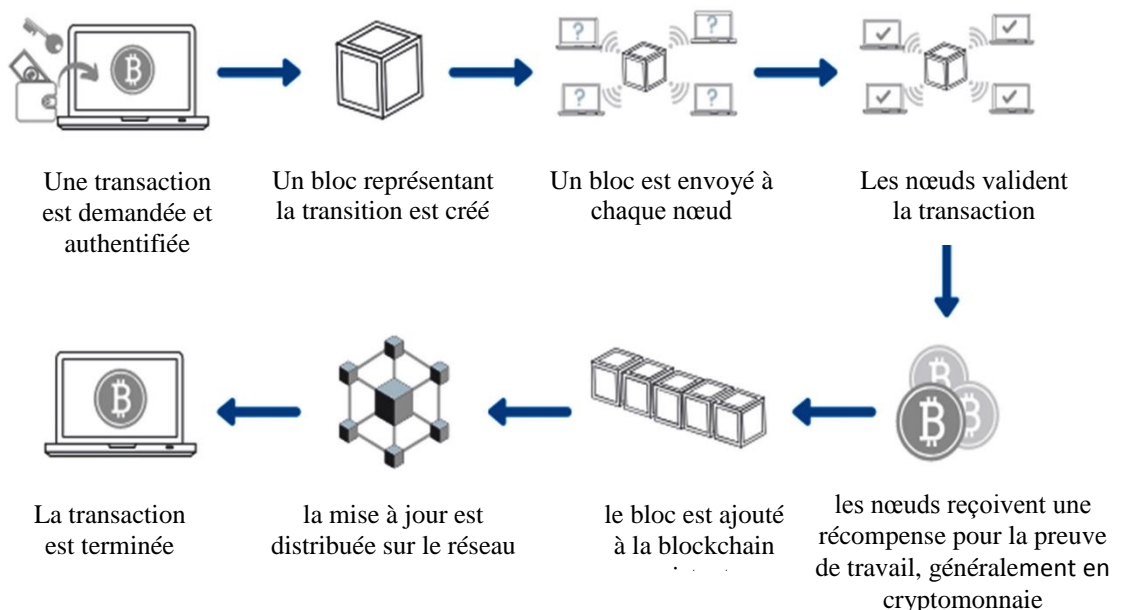 Une transaction
est demandée et
authentifiée
Un bloc représentant
la transition est créé
Un bloc est envoyé à
chaque nœud
Les nœuds valident
la transaction
La transaction
est terminée
la mise à jour est
distribuée sur le réseau
le bloc est ajouté
à la blockchain
les nœuds reçoivent une
récompense pour la preuve
de travail, généralement en
cryptomonnaie